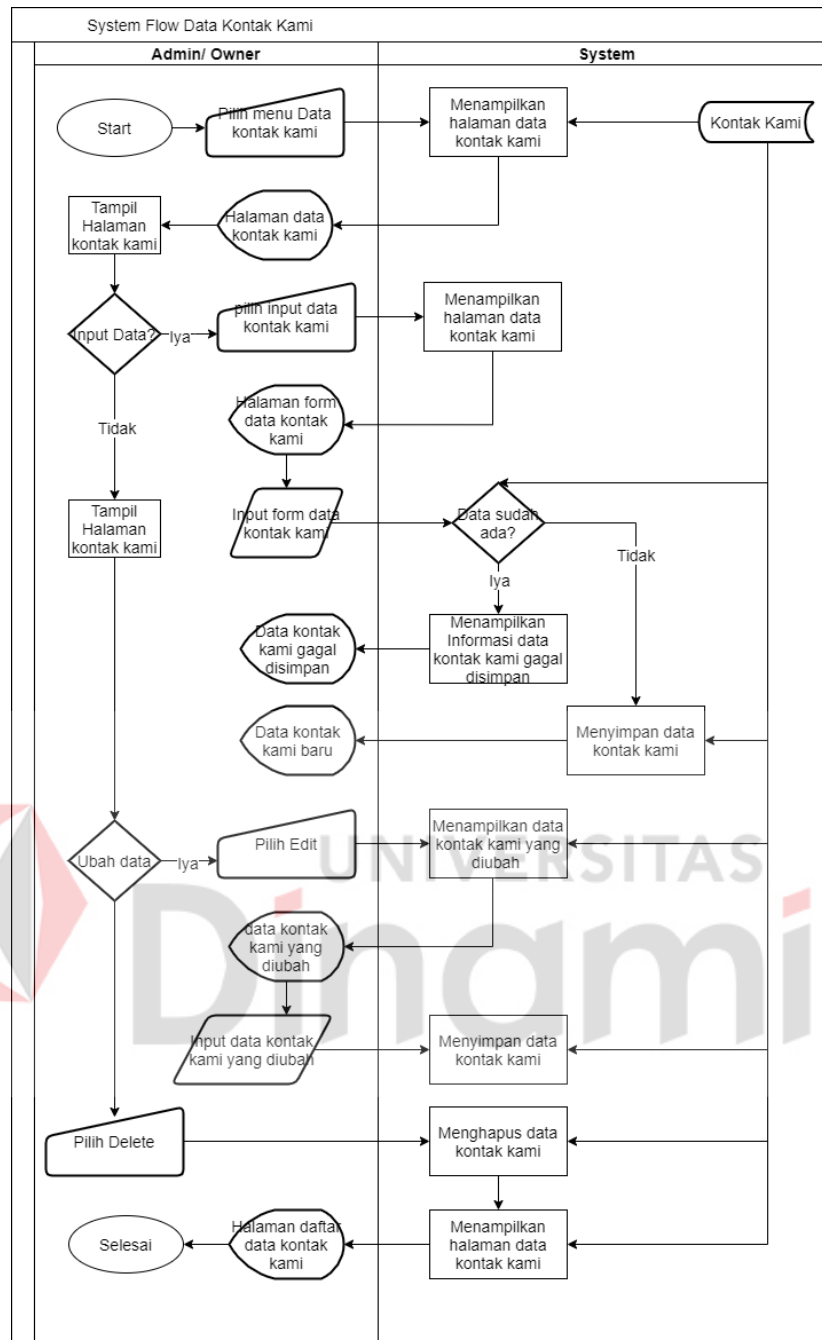 System Flow Data Kontak Kami
Admin/ Owner
System
Start
Pilih menu Data
kontak kami
Menampilkan
halaman data
kontak kami
Kontak Kami
Tampil
Halaman
kontak kami
Halaman data
kontak kami
Input Data?
Iya
pilih input data
kontak kami
Menampilkan
halaman data
kontak kami
Tidak
Halaman form
data kontak
kami
Tampil
Halaman
kontak kami
Input form data
kontak kami
Data sudah
ada?
Tidak
Iya
Data kontak
kami gagal
disimpan
Menampilkan
Informasi data
kontak kami gagal
disimpan
Data kontak
kami baru
Menyimpan data
kontak kami
Ubah data
Iya
Pilih Edit
Menampilkan data
kontak kami yang
diubah
UNIVERSITAS
Dinami
data kontak
kami yang
diubah
Input data kontak
kami yang diubah
Menyimpan data
kontak kami
Pilih Delete
Menghapus data
kontak kami
Selesai
Halaman daftar
data kontak
kami
Menampilkan
halaman data
kontak kami